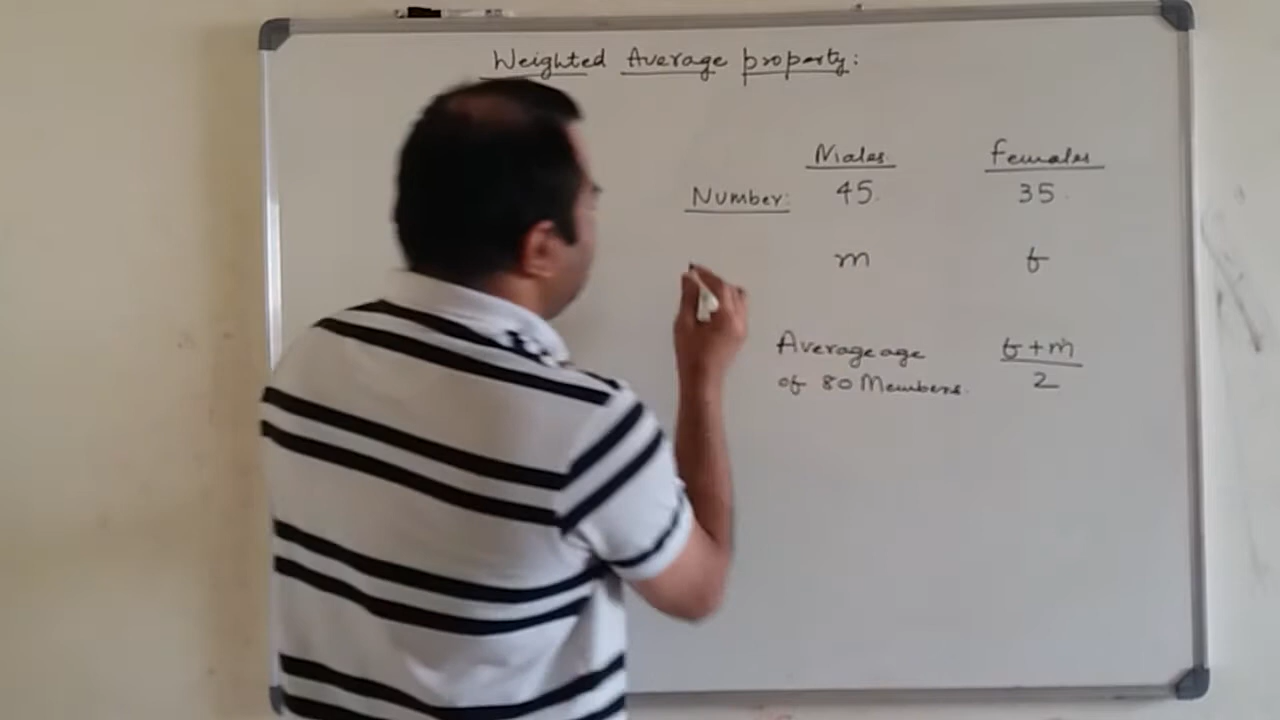 Weighted Average property:
Males Females
Number: 45 35
m f
Average age
of 80 Members.
f+m
2